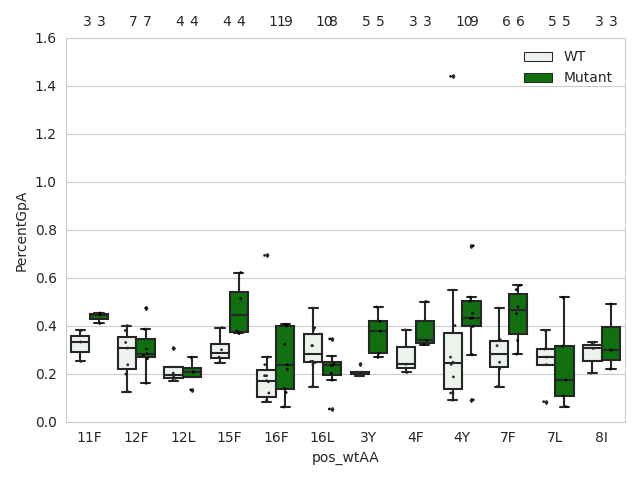 3 3 7 7 4 4 4 4 11 9 10 8 5 5 3 3 10 9 6 6 5 5 3 3
1.6
WT
Mutant
1.4
1.2
1.0
0.8
0.6
0.4
0.2
0.0
PercentGpA
11F 12F 12L 15F 16F 16L 3Y 4F 4Y 7F 7L 8I
pos_wtAA